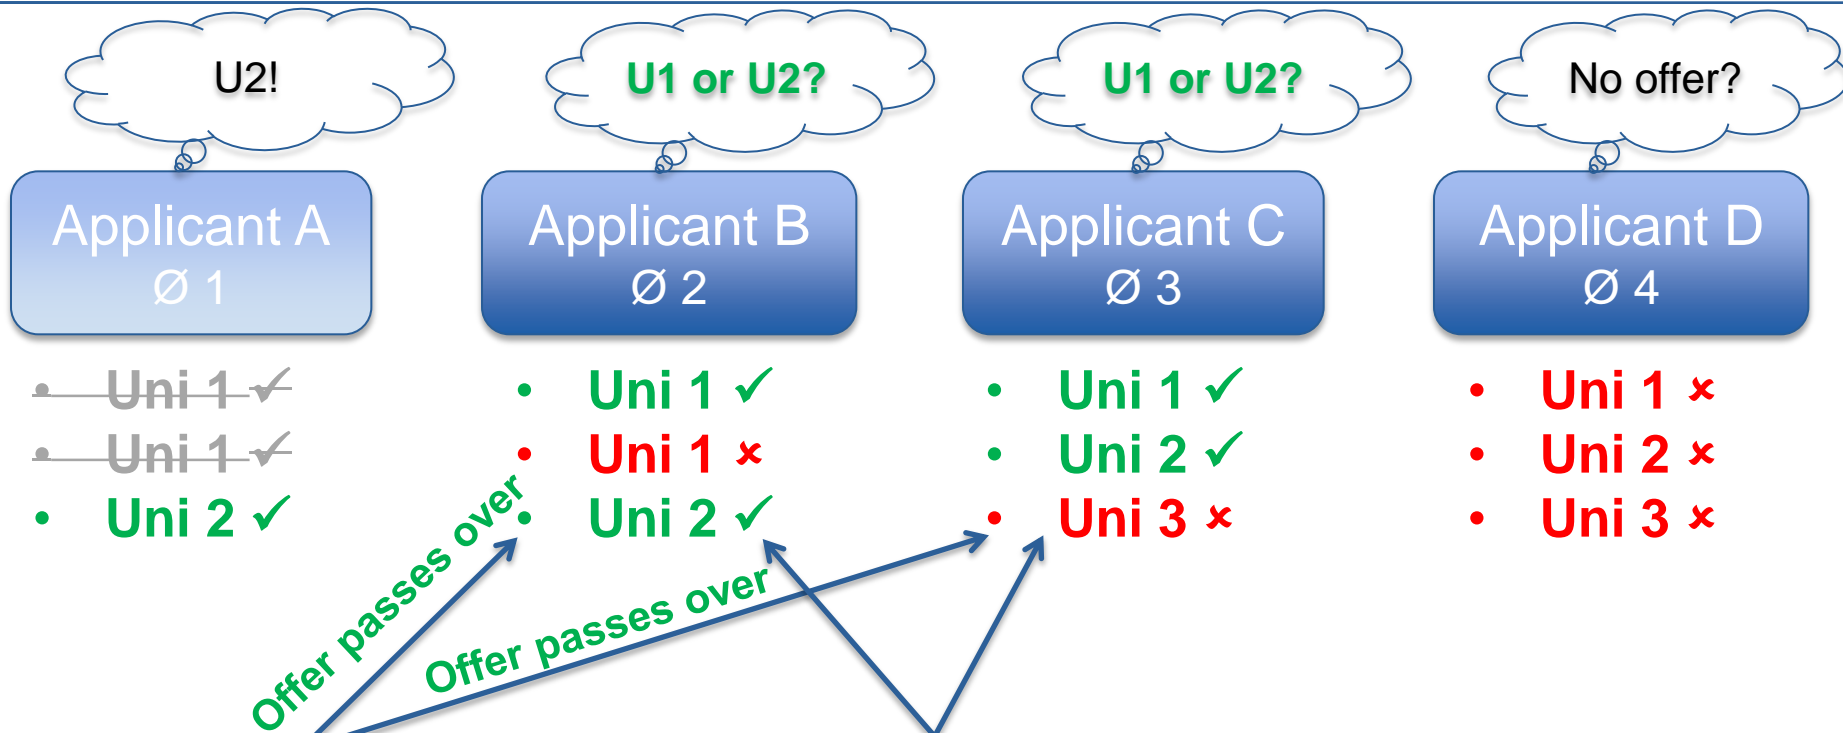 U2!
U1 or U2?
U1 or U2?
No offer?
Applicant A
Ø 1
Applicant B
Ø 2
Applicant C
Ø 3
Applicant D
Ø 4
• Uni 1 ✓
• Uni 1 ✓
• Uni 2 ✓
• Uni 1 ✓
• Uni 1 ×
• Uni 2 ✓
• Uni 1 ✓
• Uni 2 ✓
• Uni 3 ×
• Uni 1 ×
• Uni 2 ×
• Uni 3 ×
Offer passes over
Offer passes over